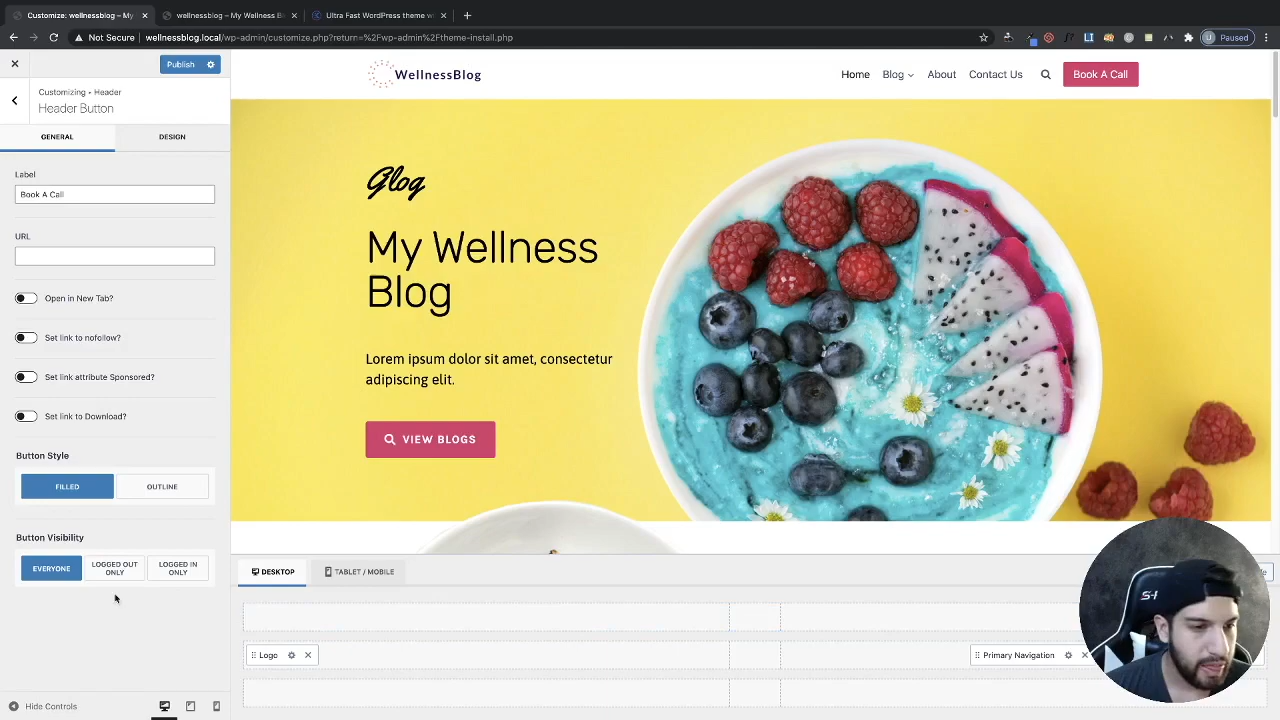 Customize: wellnessblog – My
wellnessblog – My Wellness B
Ultra Fast WordPress theme w
Not Secure
wellnessblog.local/wp-admin/customize.php?return=%2Fwp-admin%2Ftheme-install.php
Paused
Publish
WellnessBlog
Home
Blog
About
Contact Us
Book A Call
Customizing • Header
Header Button
GENERAL
DESIGN
Label
Book A Call
URL
Open in New Tab?
Set link to nofollow?
Set link attribute Sponsored?
Set link to Download?
Button Style
FILLED
OUTLINE
Button Visibility
EVERYONE
LOGGED OUT
ONLY
LOGGED IN
ONLY
Hide Controls
Glog
My Wellness
Blog
Lorem ipsum dolor sit amet, consectetur
adipiscing elit.
VIEW BLOGS
DESKTOP
TABLET / MOBILE
Logo
Primary Navigation